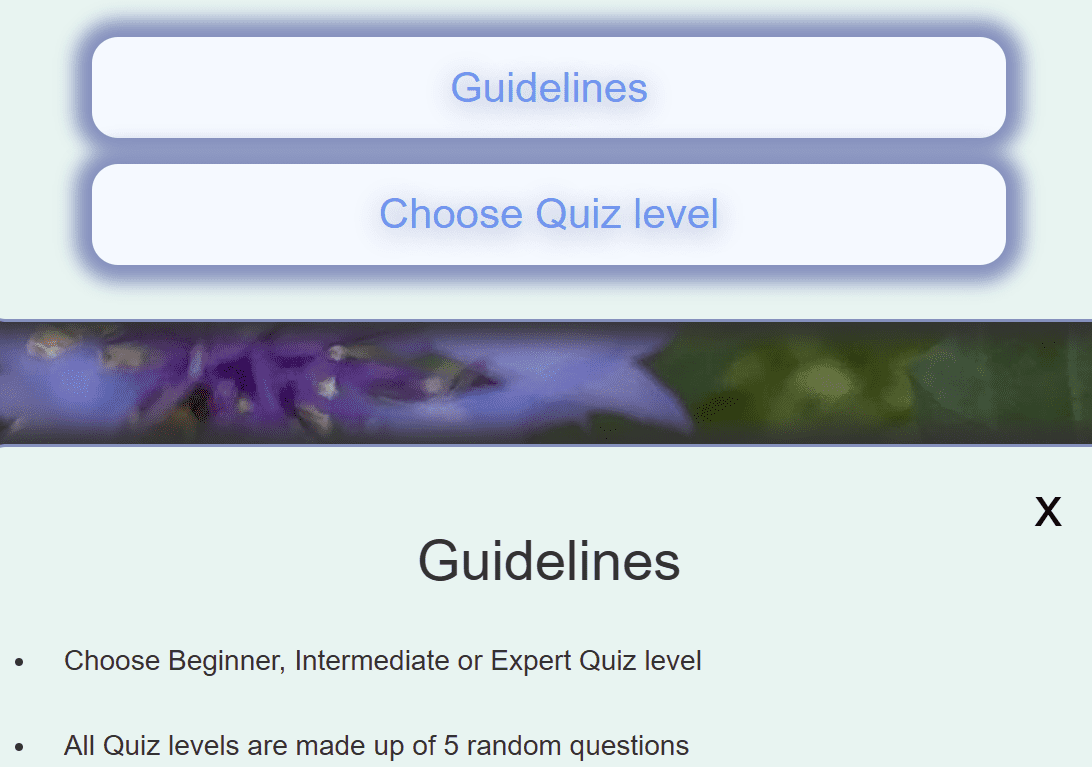 Guidelines
Choose Quiz level
X
Guidelines
• Choose Beginner, Intermediate or Expert Quiz level
• All Quiz levels are made up of 5 random questions